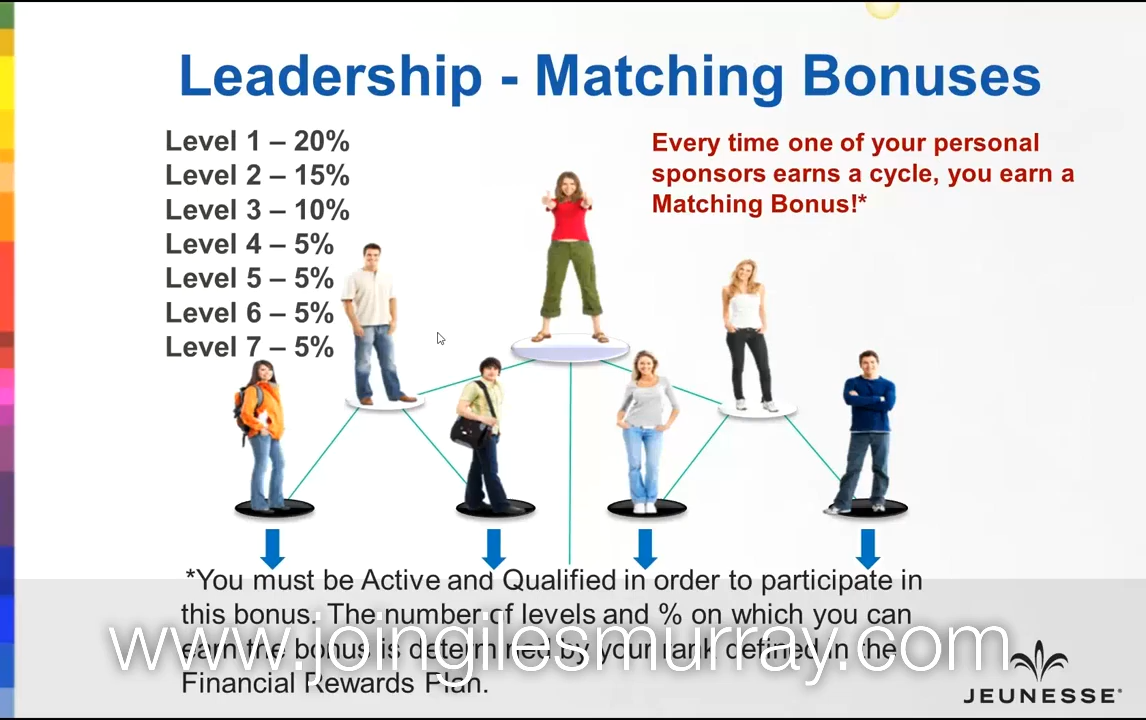 Leadership - Matching Bonuses
Level 1 – 20%
Level 2 – 15%
Level 3 – 10%
Level 4 – 5%
Level 5 – 5%
Level 6 – 5%
Level 7 – 5%
Every time one of your personal
sponsors earns a cycle, you earn a
Matching Bonus!*
*You must be Active and Qualified in order to participate in
this bonus. The number of levels and % on which you can
earn the bonus is determined by your rank defined in the
Financial Rewards Plan.
www.joingilesmurray.com
JEUNESSE®